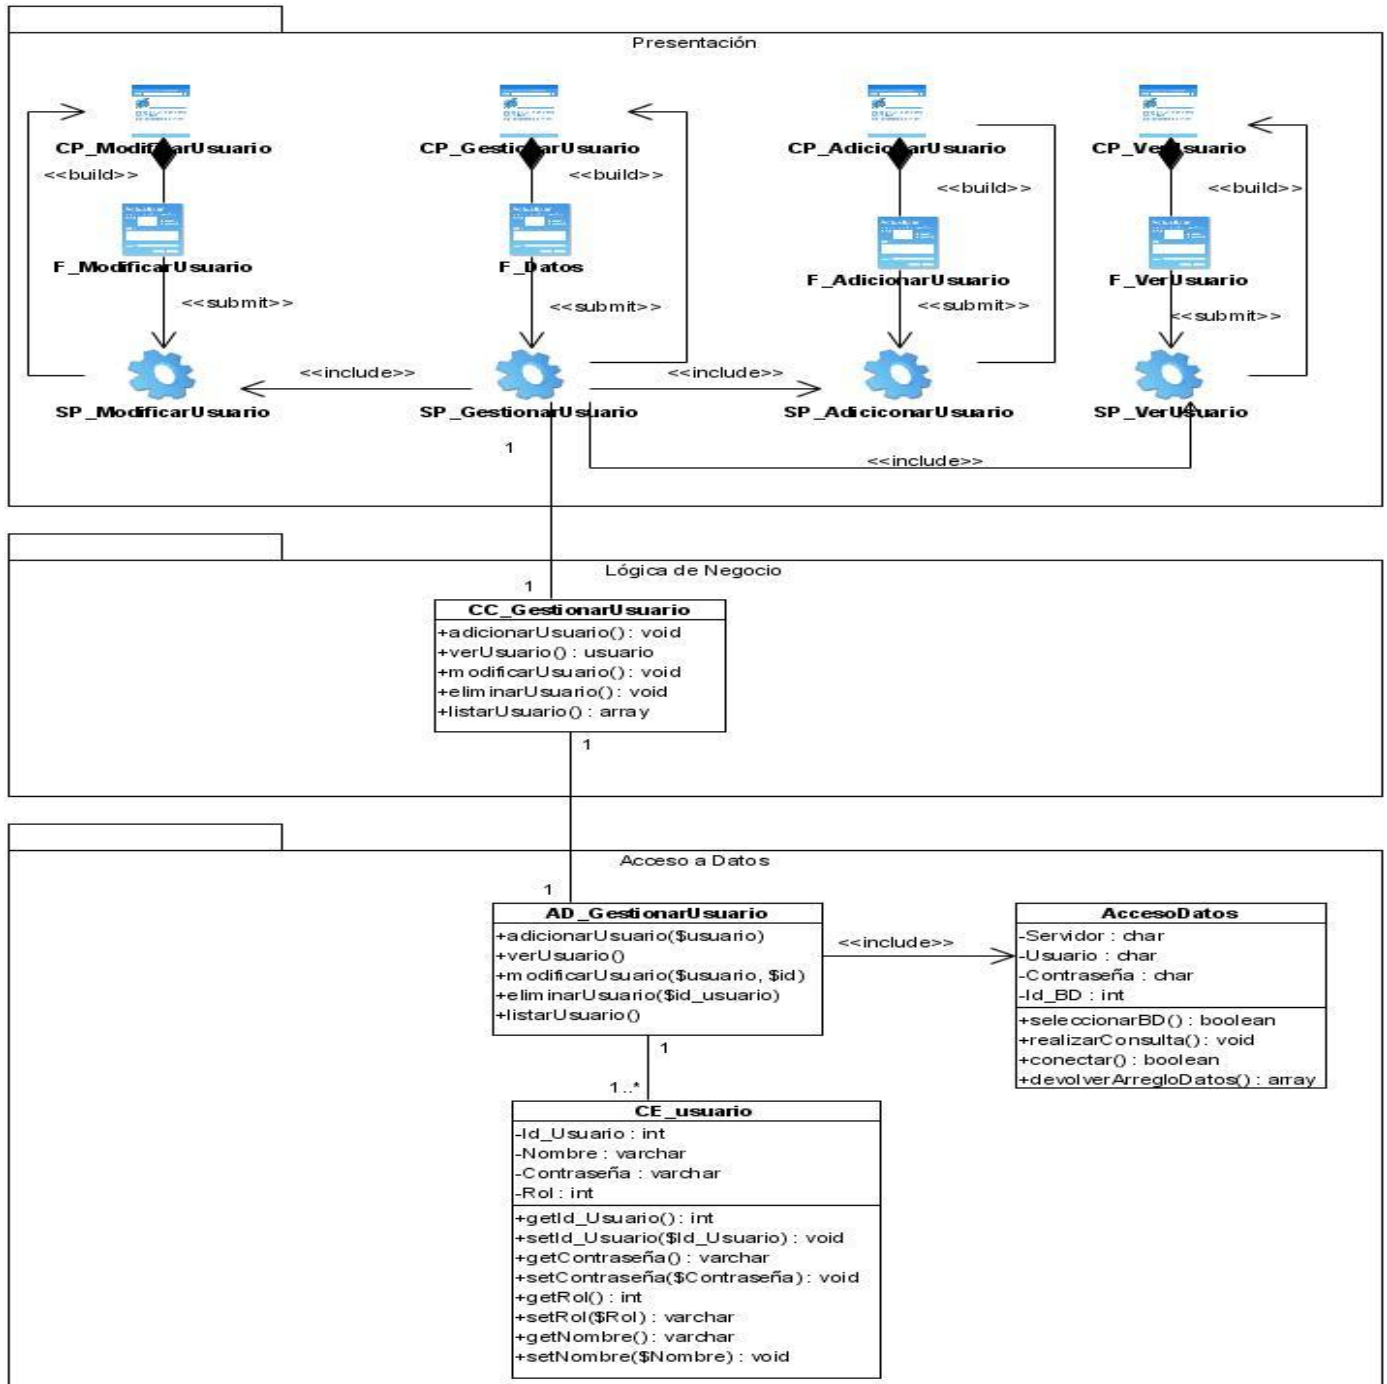 Presentación
CP_ModificarUsuario
CP_GestionarUsuario
CP_AdicionarUsuario
CP_VerUsuario
<<build>>
<<build>>
<<build>>
<<build>>
F_ModificarUsuario
F_Datos
F_AdicionarUsuario
F_VerUsuario
<<submit>>
<<submit>>
<<submit>>
<<submit>>
<<include>>
<<include>>
SP_ModificarUsuario
SP_GestionarUsuario
SP_AdiciconarUsuario
SP_VerUsuario
1
<<include>>
Lógica de Negocio
1
CC_GestionarUsuario
+adicionarUsuario() : void
+verUsuario() : usuario
+modificarUsuario() : void
+eliminarUsuario() : void
+listarUsuario() : array
1
Acceso a Datos
1
AD_GestionarUsuario
+adicionarUsuario($usuario)
+verUsuario()
+modificarUsuario($usuario, $id)
+eliminarUsuario($id_usuario)
+listarUsuario()
<<include>>
AccesoDatos
-Servidor : char
-Usuario : char
-Contraseña : char
-Id_BD : int
+seleccionarBD() : boolean
+realizarConsulta() : void
+conectar() : boolean
+devolverArregloDatos() : array
1
1..*
CE_usuario
-Id_Usuario : int
-Nombre : varchar
-Contraseña : varchar
-Rol : int
+getId_Usuario() : int
+setId_Usuario($Id_Usuario) : void
+getContraseña() : varchar
+setContraseña($Contraseña) : void
+getRol() : int
+setRol($Rol) : varchar
+getNombre() : varchar
+setNombre($Nombre) : void